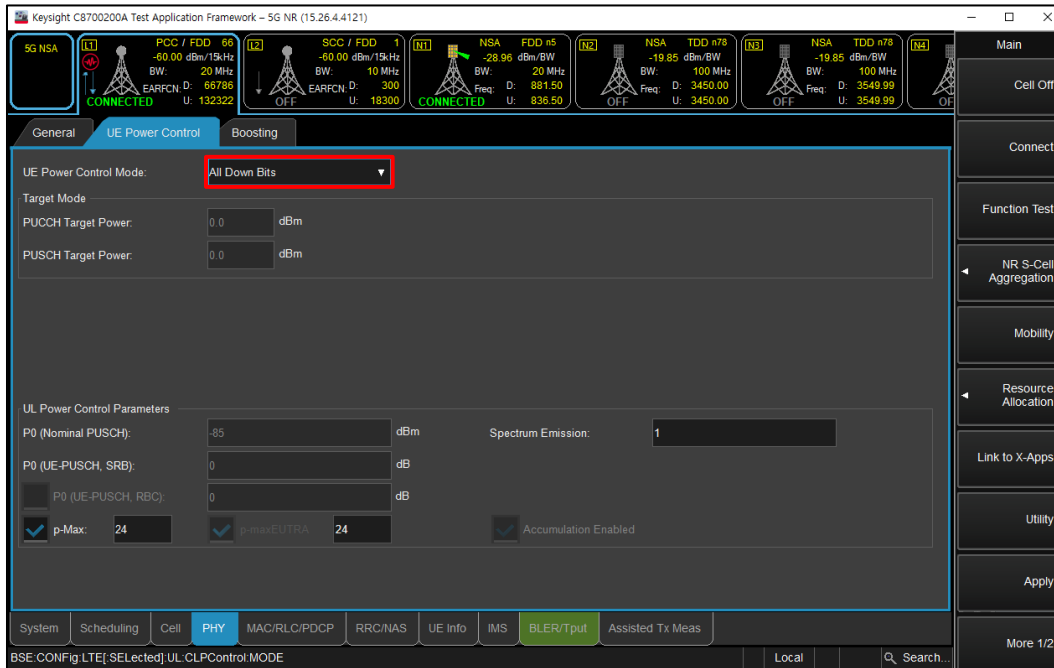 Keysight C8700200A Test Application Framework – 5G NR (15.26.4.4121)
5G NSA
L1 PCC / FDD 66
-60.00 dBm/15kHz
BW: 20 MHz
EARFCN: D: 66786
U: 132322
CONNECTED
L2 SCC / FDD 1
-60.00 dBm/15kHz
BW: 10 MHz
EARFCN: D: 300
U: 18300
OFF
N1 NSA FDD n5
-28.96 dBm/BW
BW: 20 MHz
Freq: D: 881.50
U: 836.50
CONNECTED
N2 NSA TDD n78
-19.85 dBm/BW
BW: 100 MHz
Freq: D: 3450.00
U: 3450.00
OFF
N3 NSA TDD n78
-19.85 dBm/BW
BW: 100 MHz
Freq: D: 3549.99
U: 3549.99
OFF
N4
OF
General UE Power Control Boosting
UE Power Control Mode: All Down Bits
Target Mode
PUCCH Target Power: 0.0 dBm
PUSCH Target Power: 0.0 dBm
UL Power Control Parameters
P0 (Nominal PUSCH): -85 dBm Spectrum Emission: 1
P0 (UE-PUSCH, SRB): 0 dB
P0 (UE-PUSCH, RBC): 0 dB
p-Max: 24 p-maxEUTRA 24 Accumulation Enabled
System Scheduling Cell PHY MAC/RLC/PDCP RRC/NAS UE Info IMS BLER/Tput Assisted Tx Meas
BSE:CONFig:LTE[:SELected]:UL:CLPControl:MODE Local Search...
Main
Cell Off
Connect
Function Test
NR S-Cell
Aggregation
Mobility
Resource
Allocation
Link to X-Apps
Utility
Apply
More 1/2